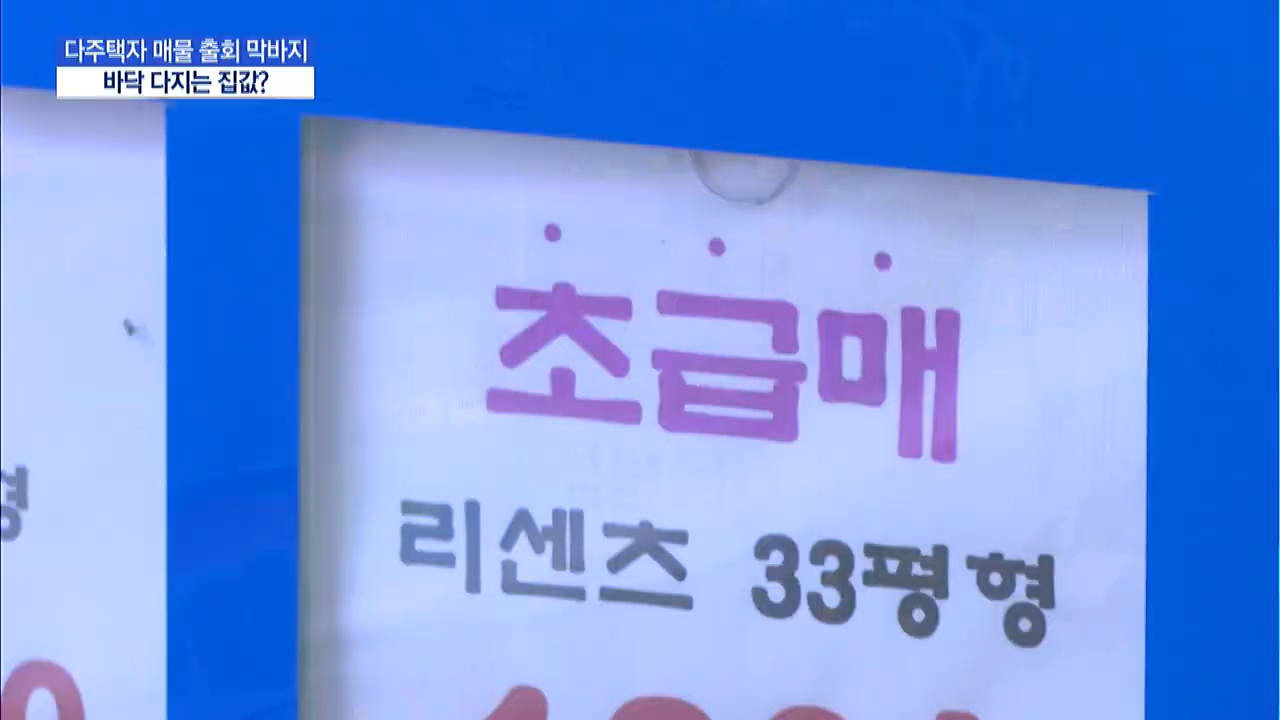 다주택자 매물 출회 막바지
바닥 다지는 집값?
초급매
리센츠 33평형
형